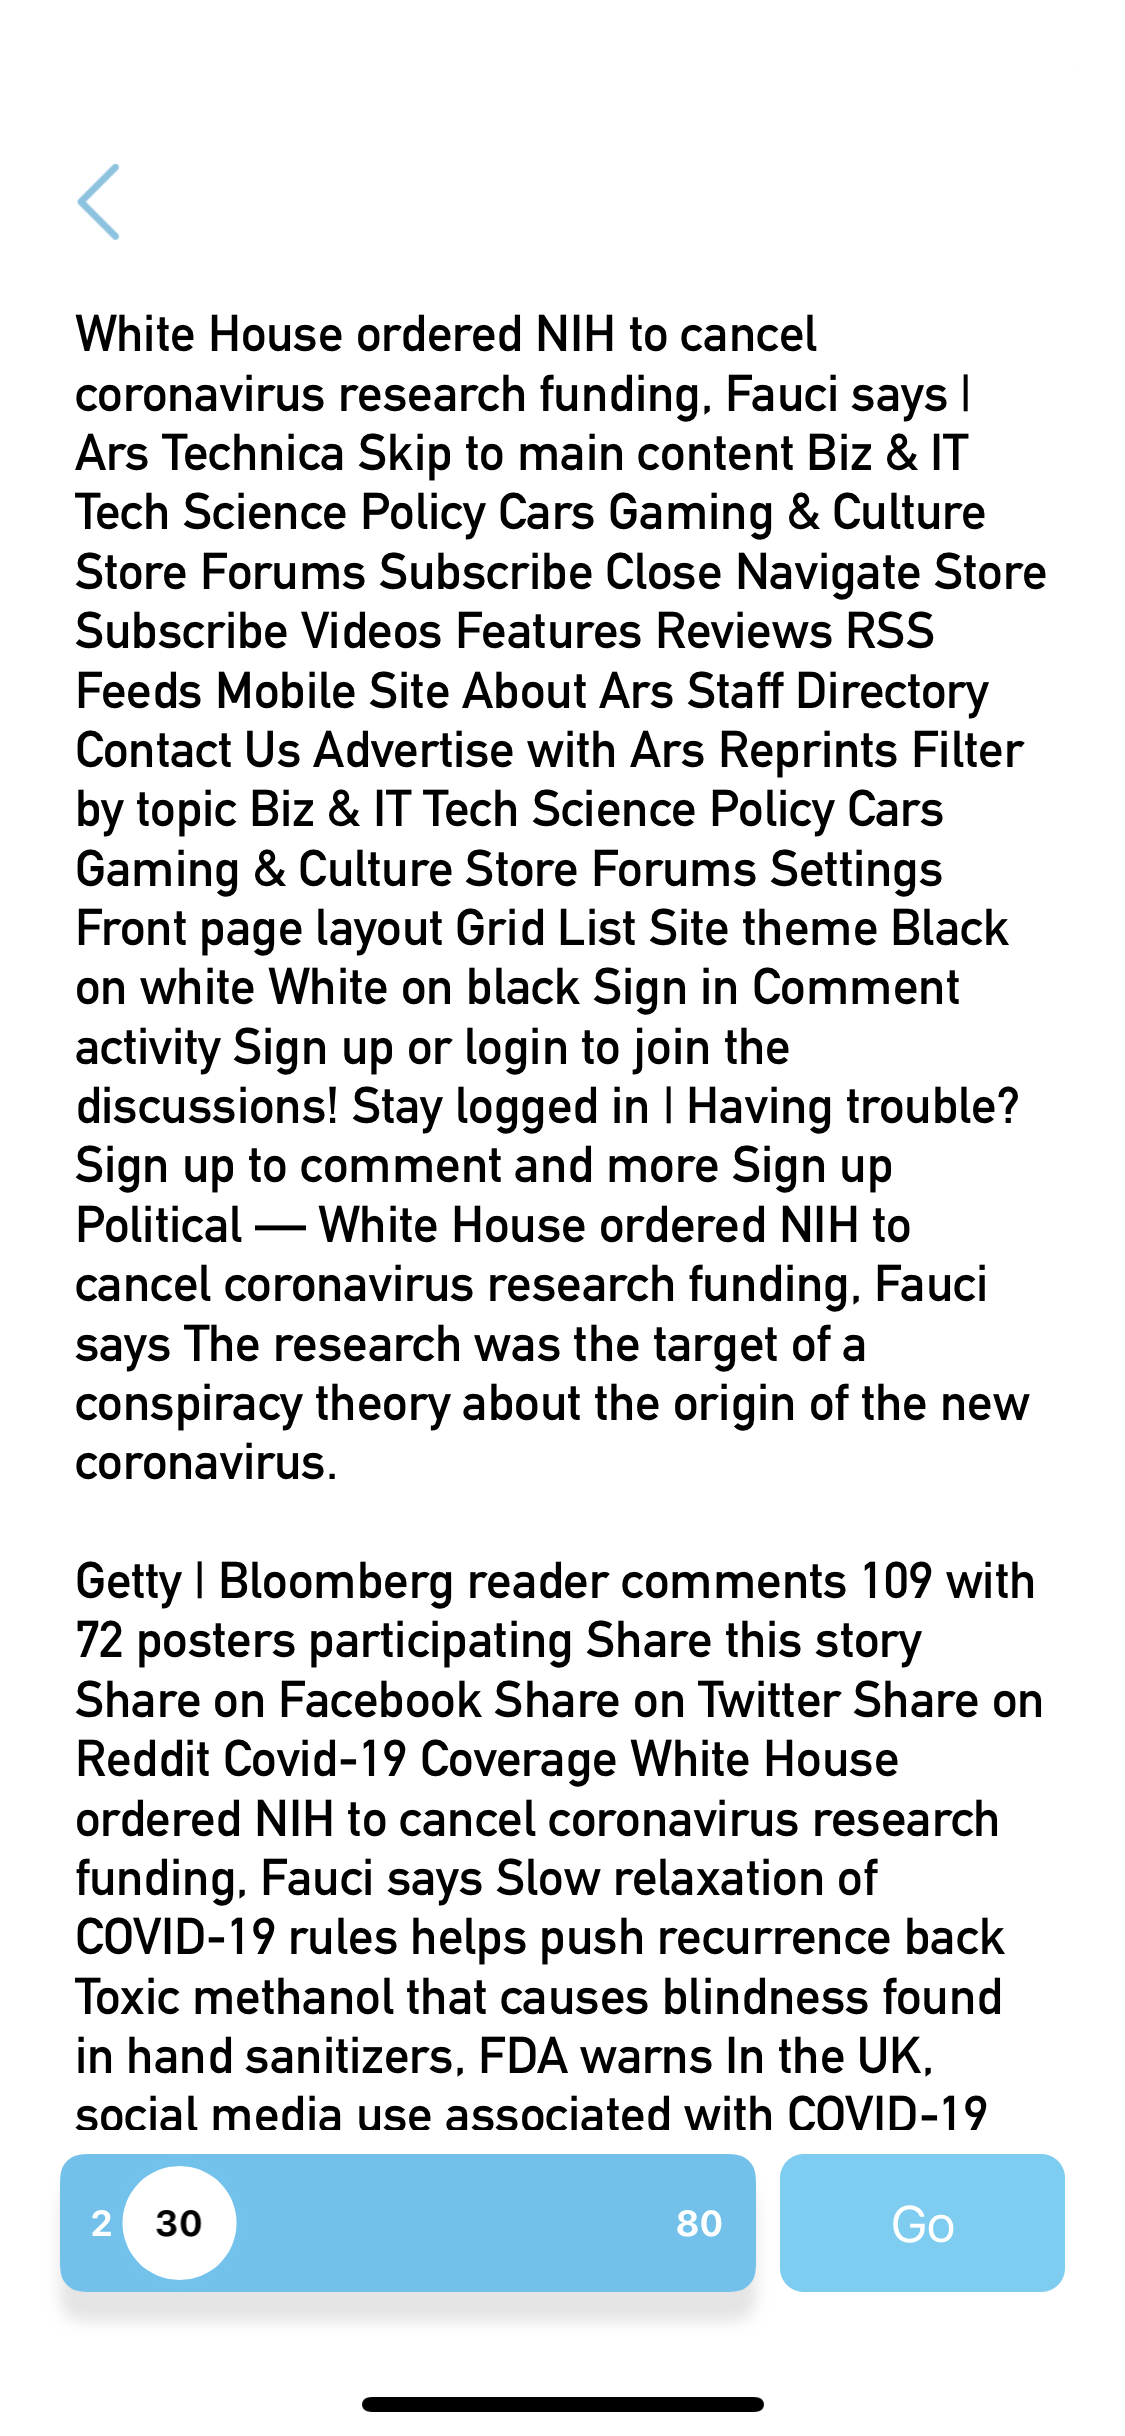 White House ordered NIH to cancel
coronavirus research funding, Fauci says |
Ars Technica Skip to main content Biz & IT
Tech Science Policy Cars Gaming & Culture
Store Forums Subscribe Close Navigate Store
Subscribe Videos Features Reviews RSS
Feeds Mobile Site About Ars Staff Directory
Contact Us Advertise with Ars Reprints Filter
by topic Biz & IT Tech Science Policy Cars
Gaming & Culture Store Forums Settings
Front page layout Grid List Site theme Black
on white White on black Sign in Comment
activity Sign up or login to join the
discussions! Stay logged in | Having trouble?
Sign up to comment and more Sign up
Political — White House ordered NIH to
cancel coronavirus research funding, Fauci
says The research was the target of a
conspiracy theory about the origin of the new
coronavirus.
Getty | Bloomberg reader comments 109 with
72 posters participating Share this story
Share on Facebook Share on Twitter Share on
Reddit Covid-19 Coverage White House
ordered NIH to cancel coronavirus research
funding, Fauci says Slow relaxation of
COVID-19 rules helps push recurrence back
Toxic methanol that causes blindness found
in hand sanitizers, FDA warns In the UK,
social media use associated with COVID-19
2 30 80 Go